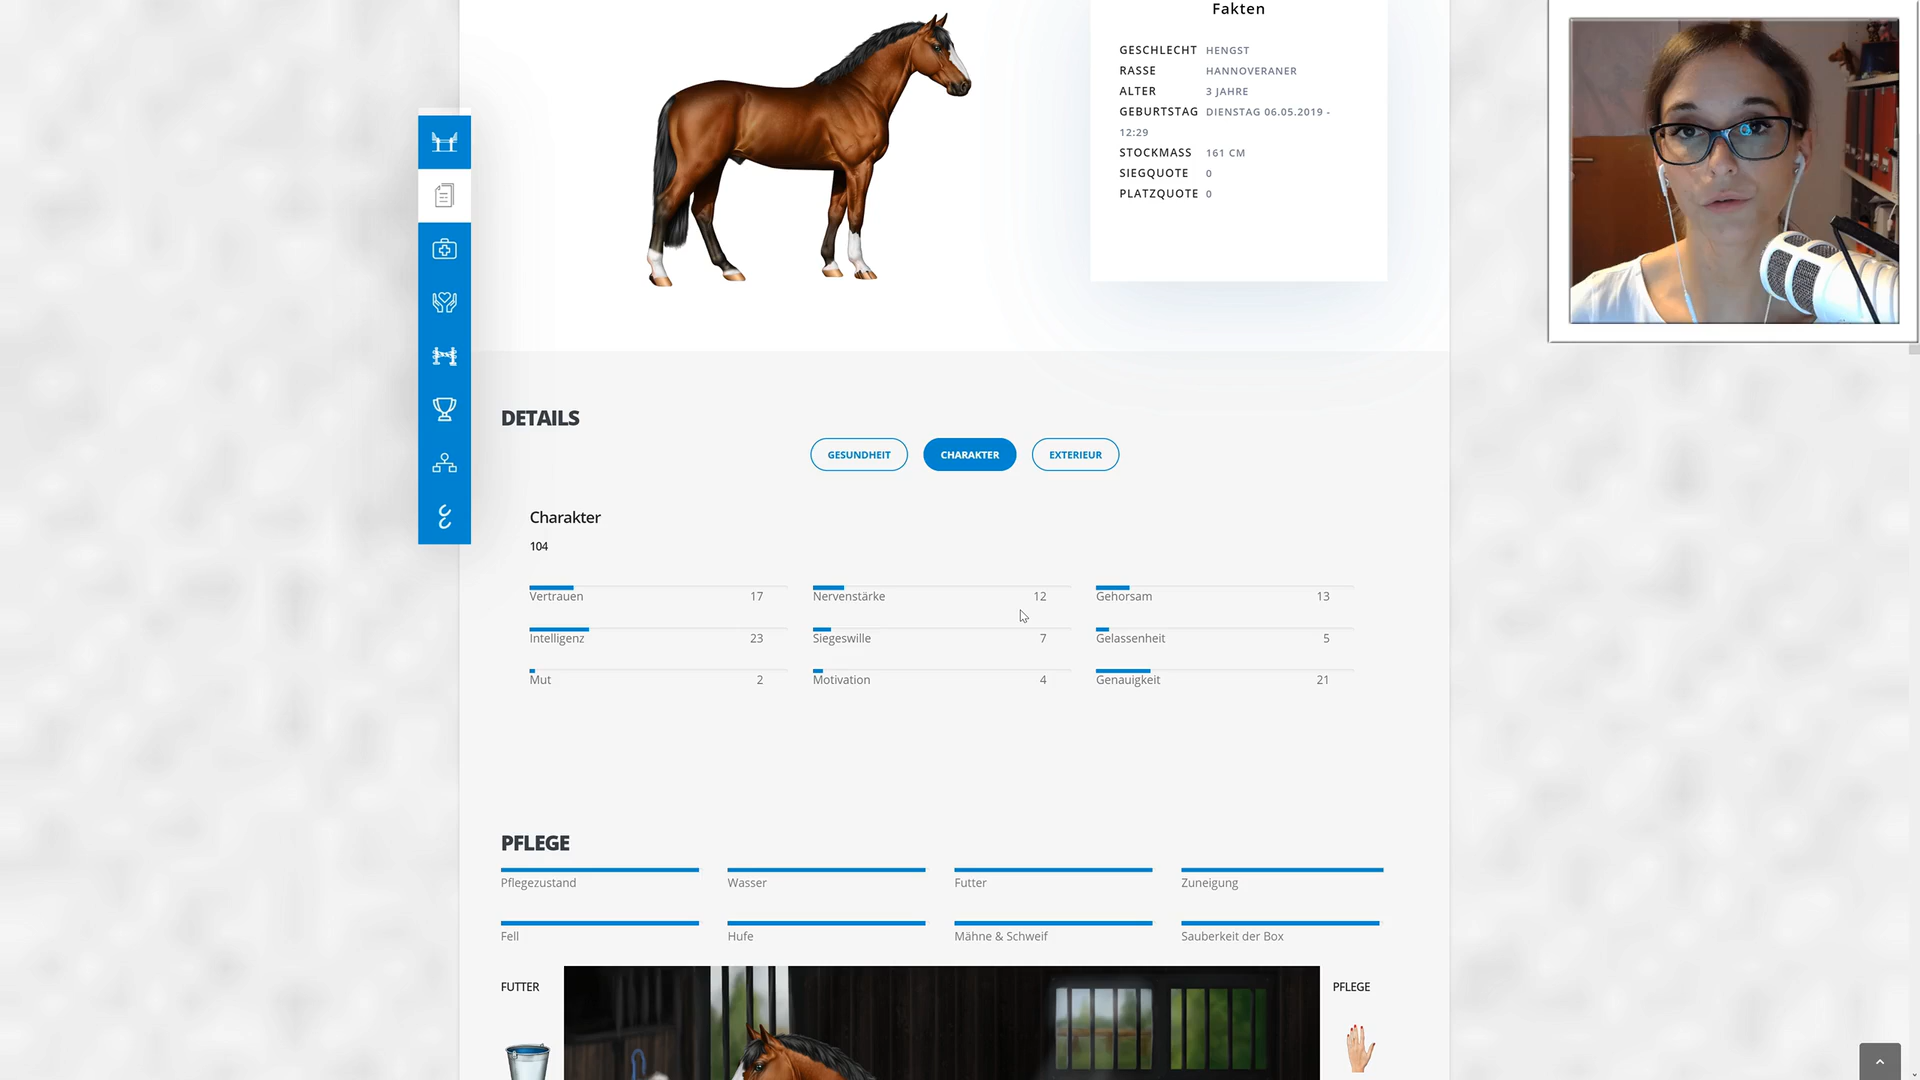 Fakten
GESCHLECHT HENGST
RASSE HANNOVERANER
ALTER 3 JAHRE
GEBURTSTAG DIENSTAG 06.05.2019 -
12:29
STOCKMASS 161 CM
SIEGQUOTE 0
PLATZQUOTE 0
DETAILS
GESUNDHEIT CHARAKTER EXTERIEUR
Charakter
104
Vertrauen 17 Nervenstärke 12 Gehorsam 13
Intelligenz 23 Siegeswille 7 Gelassenheit 5
Mut 2 Motivation 4 Genauigkeit 21
PFLEGE
Pflegezustand Wasser Futter Zuneigung
Fell Hufe Mähne & Schweif Sauberkeit der Box
FUTTER PFLEGE